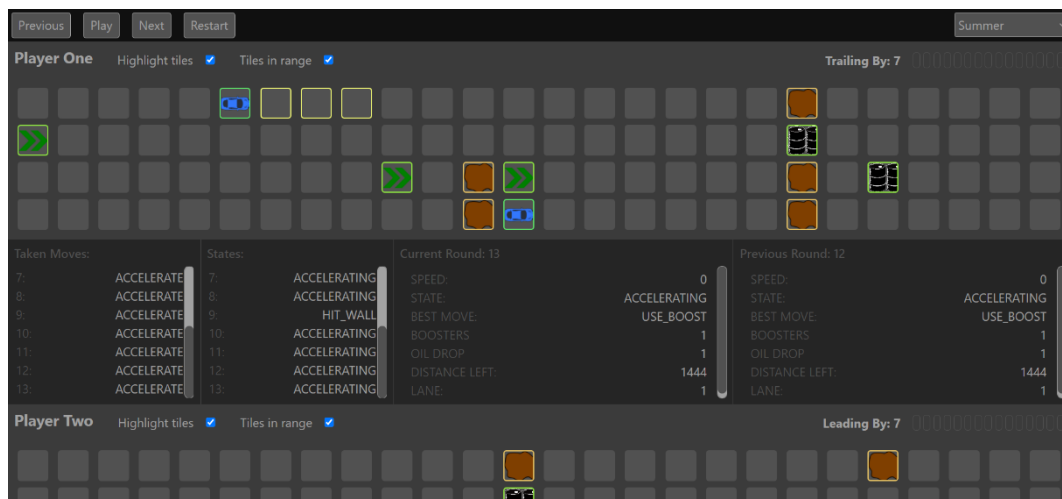 Previous Play Next Restart Summer
Player One Highlight tiles Tiles in range Trailing By: 7
Taken Moves: States: Current Round: 13 Previous Round: 12
7: ACCELERATE 7: ACCELERATING SPEED: 0 SPEED: 0
8: ACCELERATE 8: ACCELERATING STATE: ACCELERATING STATE: ACCELERATING
9: ACCELERATE 9: HIT_WALL BEST MOVE: USE_BOOST BEST MOVE: USE_BOOST
10: ACCELERATE 10: ACCELERATING BOOSTERS 1 BOOSTERS 1
11: ACCELERATE 11: ACCELERATING OIL DROP 1 OIL DROP 1
12: ACCELERATE 12: ACCELERATING DISTANCE LEFT: 1444 DISTANCE LEFT: 1444
13: ACCELERATE 13: ACCELERATING LANE: 1 LANE: 1
Player Two Highlight tiles Tiles in range Leading By: 7